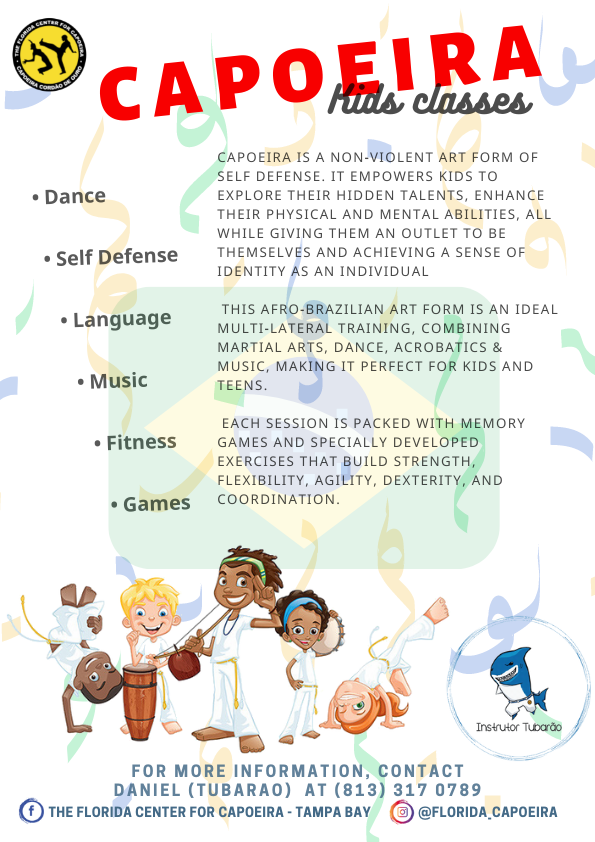 THE FLORIDA CENTER FOR CAPOEIRA
CAPOEIRA CORDÃO DE OURO
CAPOEIRA
Kids classes
• Dance
• Self Defense
• Language
• Music
• Fitness
• Games
CAPOEIRA IS A NON-VIOLENT ART FORM OF
SELF DEFENSE. IT EMPOWERS KIDS TO
EXPLORE THEIR HIDDEN TALENTS, ENHANCE
THEIR PHYSICAL AND MENTAL ABILITIES, ALL
WHILE GIVING THEM AN OUTLET TO BE
THEMSELVES AND ACHIEVING A SENSE OF
IDENTITY AS AN INDIVIDUAL
THIS AFRO-BRAZILIAN ART FORM IS AN IDEAL
MULTI-LATERAL TRAINING, COMBINING
MARTIAL ARTS, DANCE, ACROBATICS &
MUSIC, MAKING IT PERFECT FOR KIDS AND
TEENS.
EACH SESSION IS PACKED WITH MEMORY
GAMES AND SPECIALLY DEVELOPED
EXERCISES THAT BUILD STRENGTH,
FLEXIBILITY, AGILITY, DEXTERITY, AND
COORDINATION.
Instrutor Tubarão
FOR MORE INFORMATION, CONTACT
DANIEL (TUBARAO) AT (813) 317 0789
THE FLORIDA CENTER FOR CAPOEIRA - TAMPA BAY
@FLORIDA_CAPOEIRA